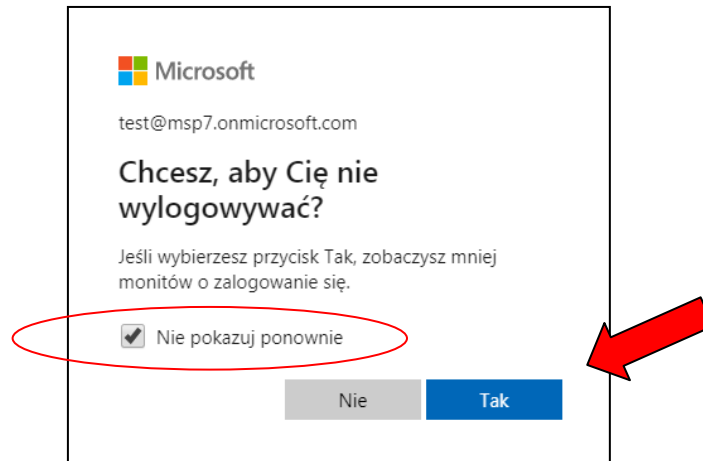 Microsoft
test@msp7.onmicrosoft.com
Chcesz, aby Cię nie
wylogowywać?
Jeśli wybierzesz przycisk Tak, zobaczysz mniej
monitów o zalogowanie się.
Nie pokazuj ponownie
Nie Tak